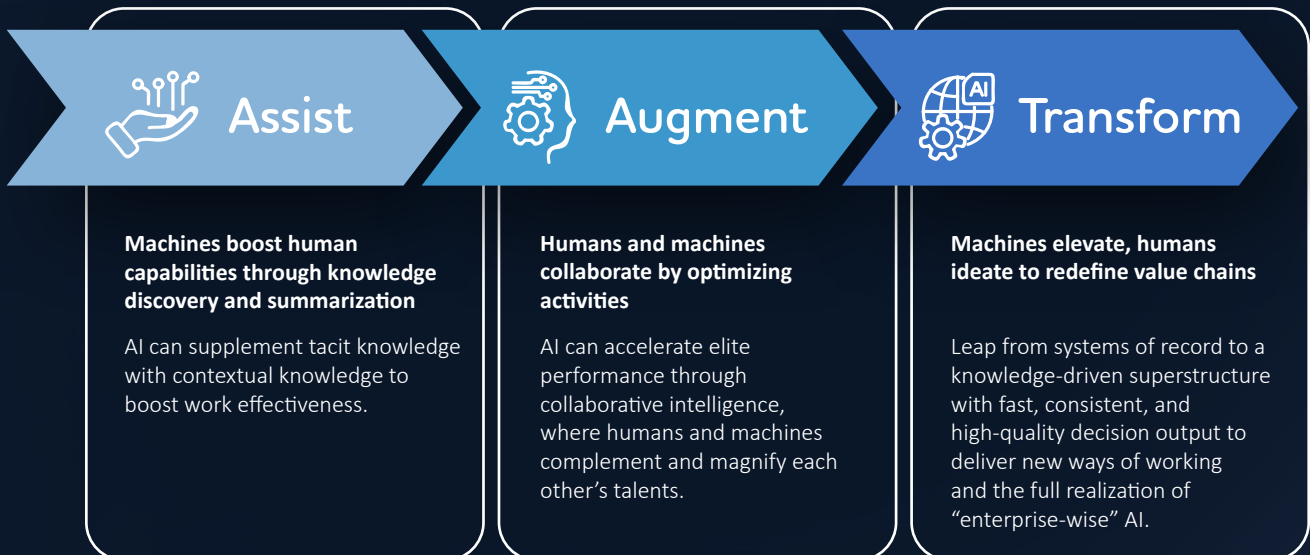 Assist
Augment
AI
Transform
Machines boost human
capabilities through knowledge
discovery and summarization
AI can supplement tacit knowledge
with contextual knowledge to
boost work effectiveness.
Humans and machines
collaborate by optimizing
activities
AI can accelerate elite
performance through
collaborative intelligence,
where humans and machines
complement and magnify each
other’s talents.
Machines elevate, humans
ideate to redefine value chains
Leap from systems of record to a
knowledge-driven superstructure
with fast, consistent, and
high-quality decision output to
deliver new ways of working
and the full realization of
“enterprise-wise” AI.